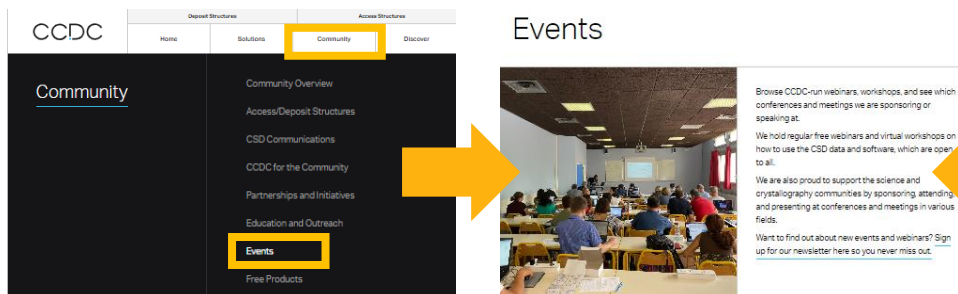 Deposit Structures
Access Structures
CCDC
Home
Solutions
Community
Discover
Community
Community Overview
Access/Deposit Structures
CSD Communications
CCDC for the Community
Partnerships and Initiatives
Education and Outreach
Events
Free Products
Events
Browse CCDC-run webinars, workshops, and see which
conferences and meetings we are sponsoring or
speaking at.
We hold regular free webinars and virtual workshops on
how to use the CSD data and software, which are open
to all.
We are also proud to support the science and
crystallography communities by sponsoring, attending
and presenting at conferences and meetings in various
fields.
Want to find out about new events and webinars? Sign
up for our newsletter here so you never miss out.